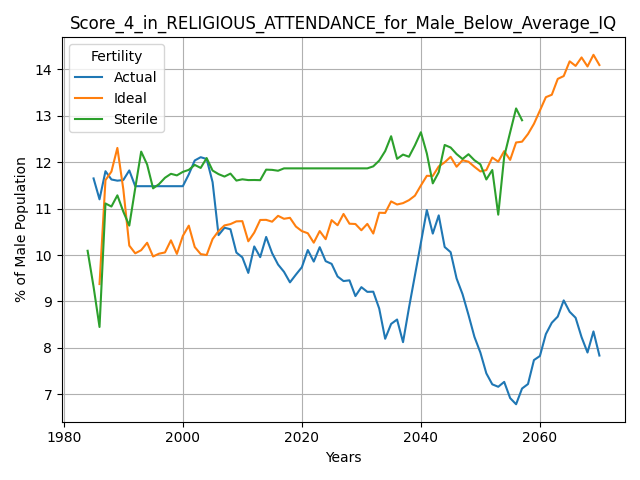 Score_4_in_RELIGIOUS_ATTENDANCE_for_Male_Below_Average_IQ
Fertility
Actual
Ideal
Sterile
% of Male Population
14
13
12
11
10
9
8
7
1980
2000
2020
2040
2060
Years